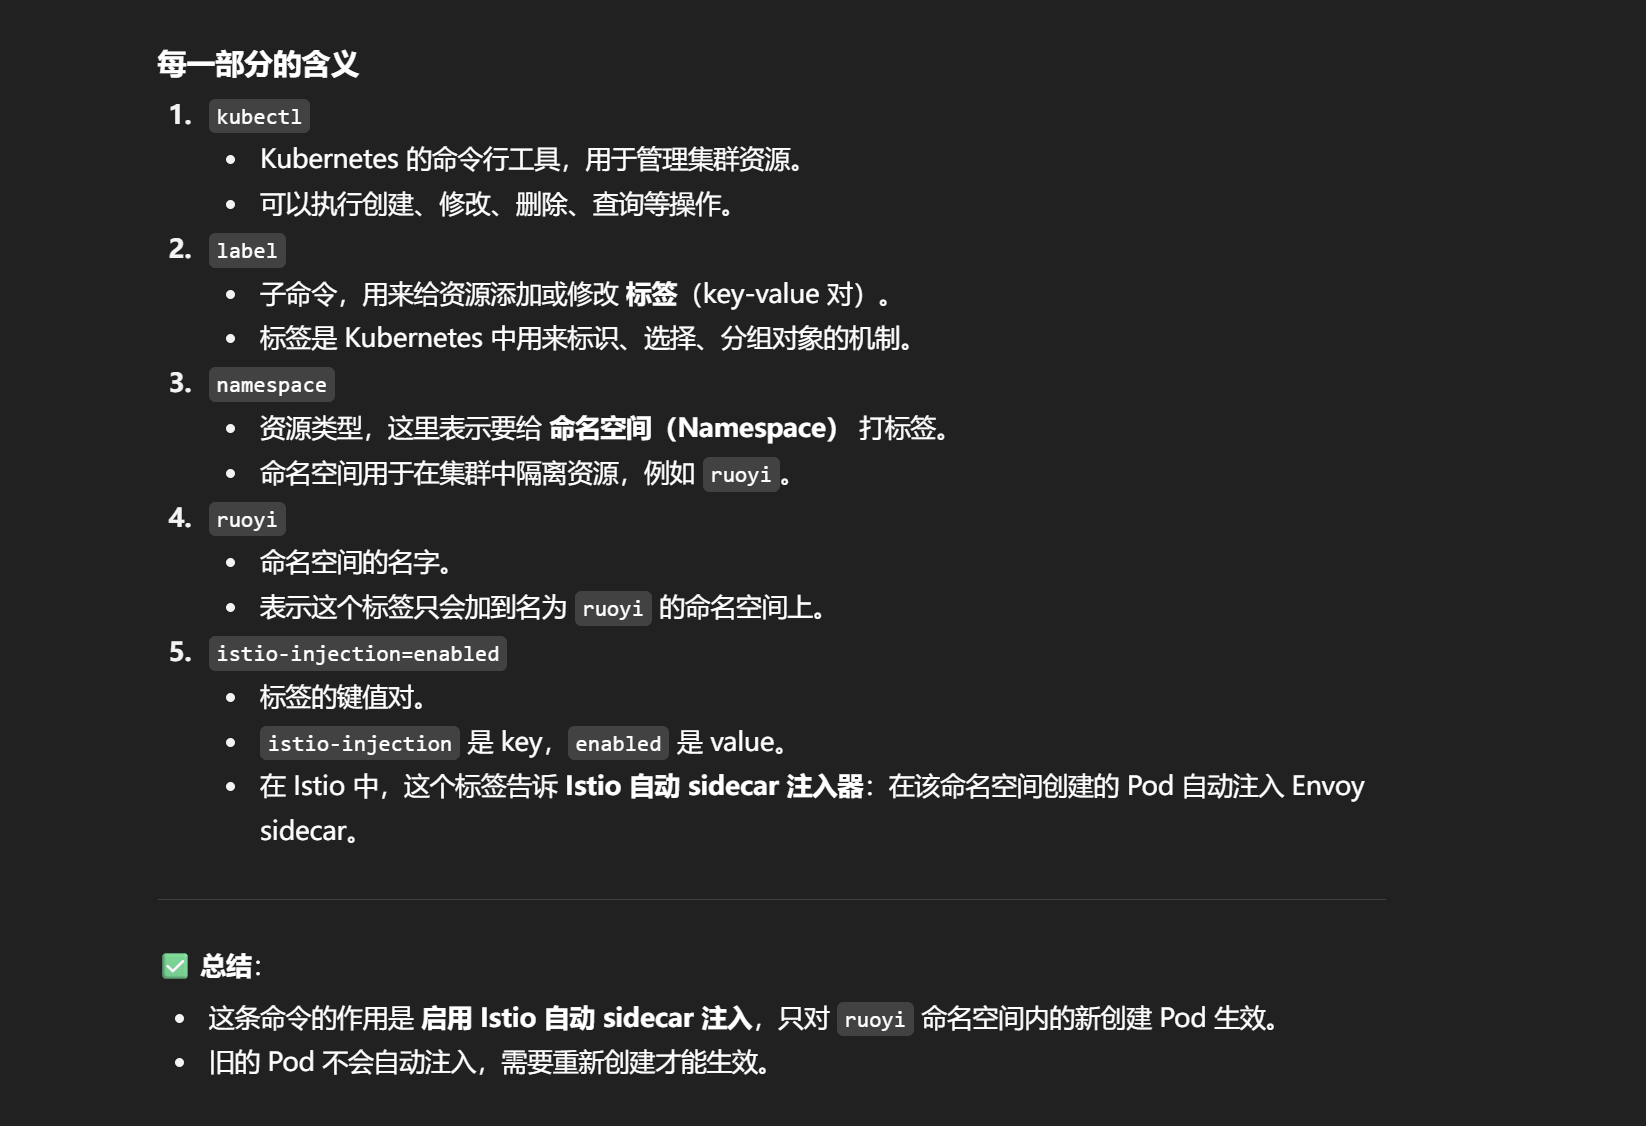 每一部分的含义
1. kubectl
• Kubernetes 的命令行工具，用于管理集群资源。
• 可以执行创建、修改、删除、查询等操作。
2. label
• 子命令，用来给资源添加或修改 标签（key-value 对）。
• 标签是 Kubernetes 中用来标识、选择、分组对象的机制。
3. namespace
• 资源类型，这里表示要给 命名空间（Namespace） 打标签。
• 命名空间用于在集群中隔离资源，例如 ruoyi。
4. ruoyi
• 命名空间的名字。
• 表示这个标签只会加到名为 ruoyi 的命名空间上。
5. istio-injection=enabled
• 标签的键值对。
• istio-injection 是 key，enabled 是 value。
• 在 Istio 中，这个标签告诉 Istio 自动 sidecar 注入器：在该命名空间创建的 Pod 自动注入 Envoy
sidecar。
✅ 总结：
• 这条命令的作用是 启用 Istio 自动 sidecar 注入，只对 ruoyi 命名空间内的新创建 Pod 生效。
• 旧的 Pod 不会自动注入，需要重新创建才能生效。